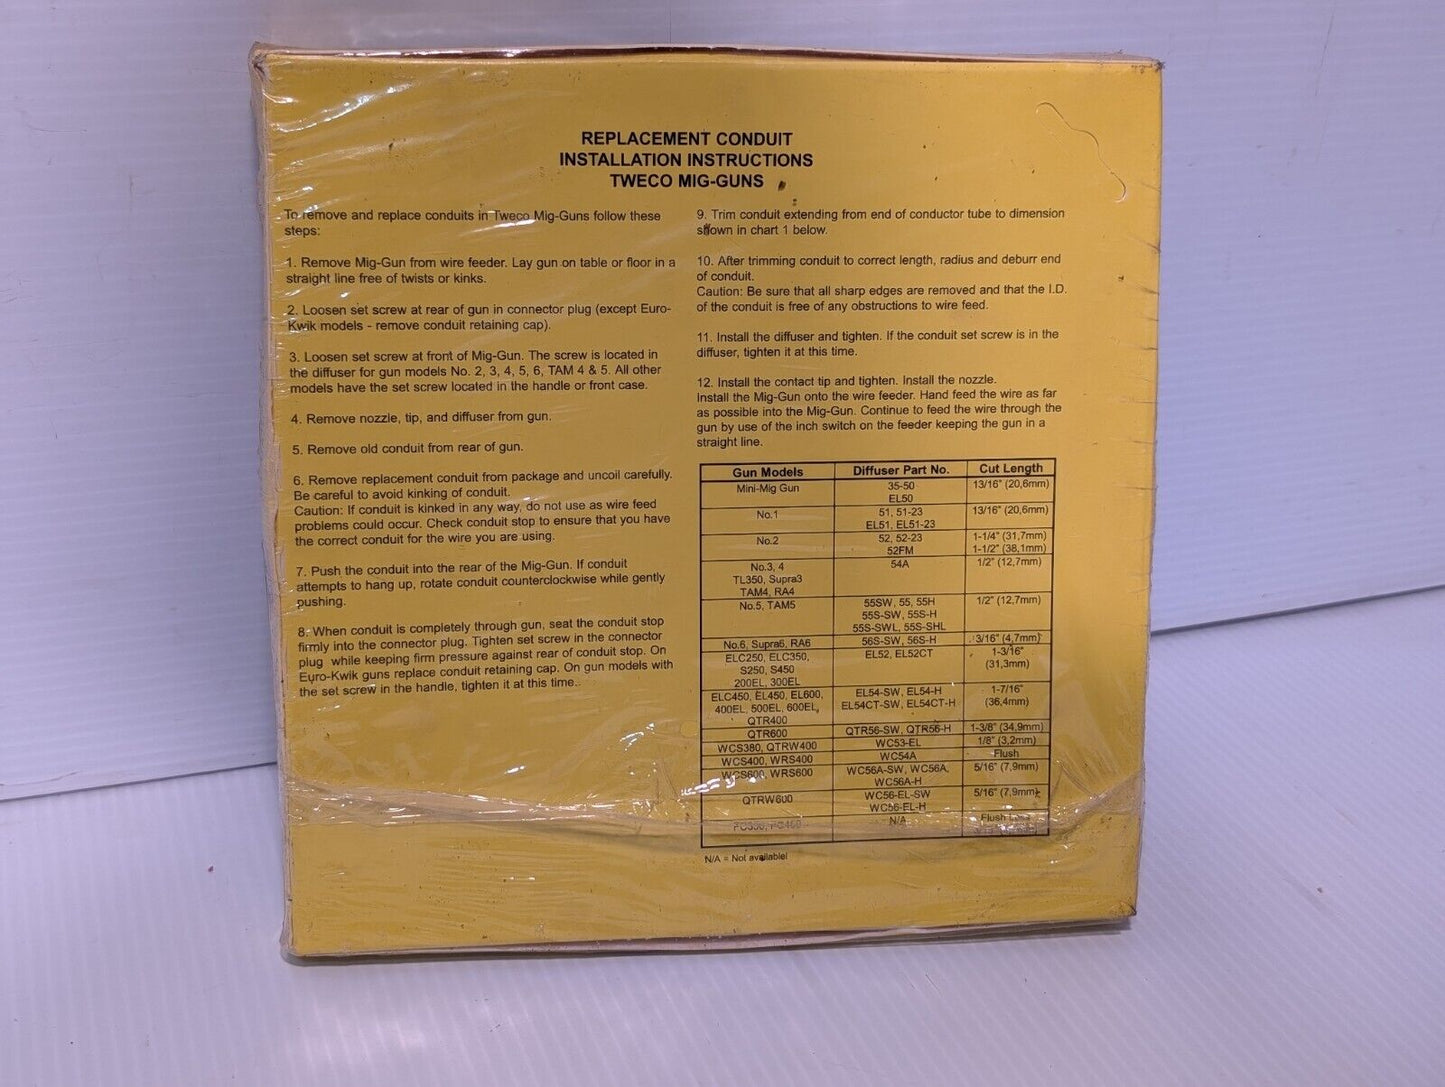 REPLACEMENT CONDUIT
INSTALLATION INSTRUCTIONS
TWECO MIG-GUNS
To remove and replace conduits in Tweco Mig-Guns follow these
steps:
1. Remove Mig-Gun from wire feeder. Lay gun on table or floor in a
straight line free of twists or kinks.
2. Loosen set screw at rear of gun in connector plug (except Euro-
Kwik models - remove conduit retaining cap).
3. Loosen set screw at front of Mig-Gun. The screw is located in
the diffuser for gun models No. 2, 3, 4, 5, 6, TAM 4 & 5. All other
models have the set screw located in the handle or front case.
4. Remove nozzle, tip, and diffuser from gun.
5. Remove old conduit from rear of gun.
6. Remove replacement conduit from package and uncoil carefully.
Be careful to avoid kinking of conduit.
Caution: If conduit is kinked in any way, do not use as wire feed
problems could occur. Check conduit stop to ensure that you have
the correct conduit for the wire you are using.
7. Push the conduit into the rear of the Mig-Gun. If conduit
attempts to hang up, rotate conduit counterclockwise while gently
pushing.
8. When conduit is completely through gun, seat the conduit stop
firmly into the connector plug. Tighten set screw in the connector
plug while keeping firm pressure against rear of conduit stop. On
Euro-Kwik guns replace conduit retaining cap. On gun models with
the set screw in the handle, tighten it at this time.
9. Trim conduit extending from end of conductor tube to dimension
shown in chart 1 below.
10. After trimming conduit to correct length, radius and deburr end
of conduit.
Caution: Be sure that all sharp edges are removed and that the I.D.
of the conduit is free of any obstructions to wire feed.
11. Install the diffuser and tighten. If the conduit set screw is in the
diffuser, tighten it at this time.
12. Install the contact tip and tighten. Install the nozzle.
Install the Mig-Gun onto the wire feeder. Hand feed the wire as far
as possible into the Mig-Gun. Continue to feed the wire through the
gun by use of the inch switch on the feeder keeping the gun in a
straight line.
Gun Models Diffuser Part No. Cut Length
Mini-Mig Gun 35-50 13/16" (20,6mm)
EL50
No.1 51, 51-23 13/16" (20,6mm)
EL51, EL51-23
No.2 52, 52-23 1-1/4" (31,7mm)
52FM 1-1/2" (38,1mm)
No.3, 4 54A 1/2" (12,7mm)
TL350, Supra3
TAM4, RA4
No.5, TAM5 55SW, 55, 55H 1/2" (12,7mm)
55S-SW, 55S-H
55S-SWL, 55S-SHL
No.6, Supra6, RA6 56S-SW, 56S-H 3/16" (4,7mm)
ELC250, ELC350, EL52, EL52CT 1-3/16"
S250, S450 (31,3mm)
200EL, 300EL
ELC450, EL450, EL600, EL54-SW, EL54-H 1-7/16"
400EL, 500EL, 600EL, EL54CT-SW, EL54CT-H (36,4mm)
QTR400
QTR600 QTR56-SW, QTR56-H 1-3/8" (34,9mm)
WCS380, QTRW400 WC53-EL 1/8" (3,2mm)
WCS400, WRS400 WC54A Flush
WCS600, WRS600 WC56A-SW, WC56A, 5/16" (7,9mm)
WC56A-H
QTRW600 WC56-EL-SW 5/16" (7,9mm)
WC56-EL-H
N/A Flush
N/A = Not available